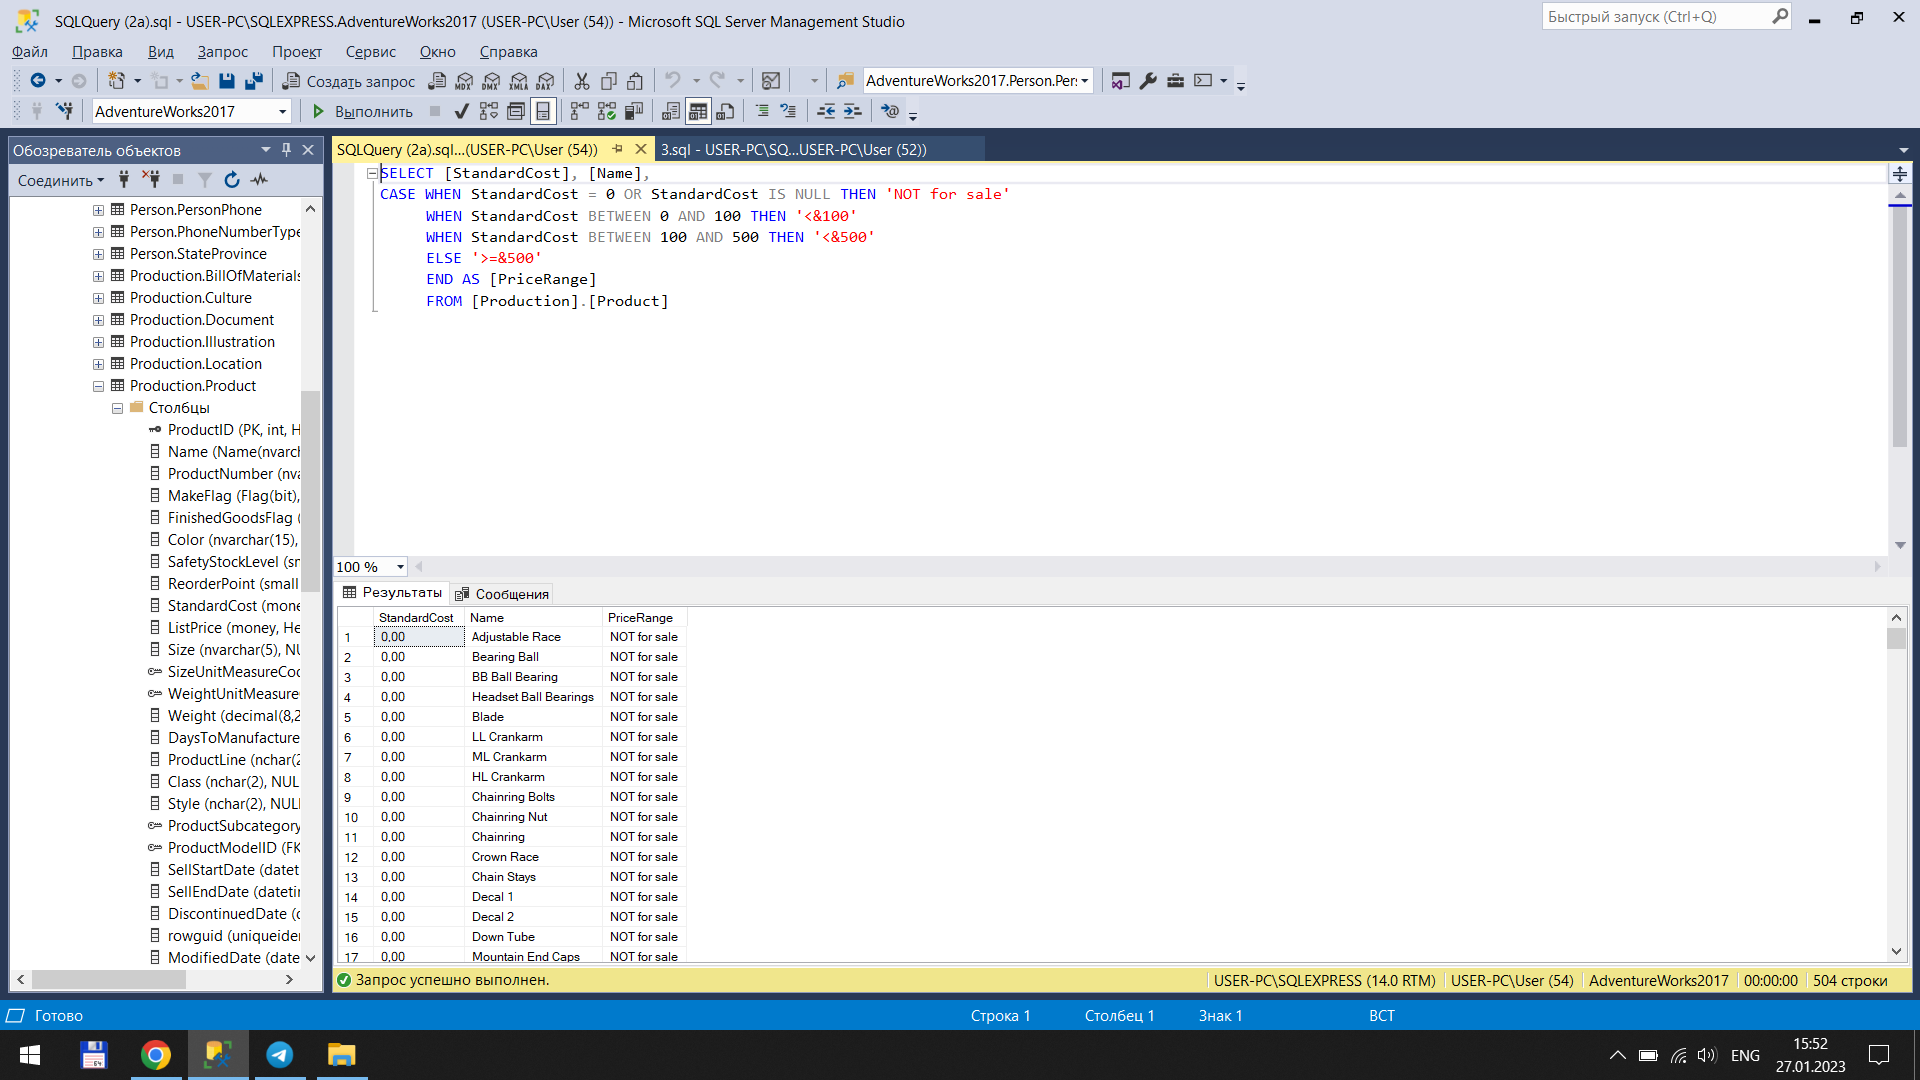 SQLQuery (2a).sql - USER-PC\SQLEXPRESS.AdventureWorks2017 (USER-PC\User (54)) - Microsoft SQL Server Management Studio
Быстрый запуск (Ctrl+Q)
Файл Правка Вид Запрос Проект Сервис Окно Справка
Создать запрос
AdventureWorks2017.Person.Per:
AdventureWorks2017
Выполнить
Обозреватель объектов
SQLQuery (2a).sql...(USER-PC\User (54))
3.sql - USER-PC\SQ...USER-PC\User (52))
Соединить
Person.PersonPhone
Person.PhoneNumberType
Person.StateProvince
Production.BillOfMaterials
Production.Culture
Production.Document
Production.Illustration
Production.Location
Production.Product
Столбцы
ProductID (PK, int, Н
Name (Name(nvarch
ProductNumber (nva
MakeFlag (Flag(bit),
FinishedGoodsFlag (
Color (nvarchar(15),
SafetyStockLevel (sm
ReorderPoint (small
StandardCost (mone
ListPrice (money, Не
Size (nvarchar(5), NU
SizeUnitMeasureCod
WeightUnitMeasure
Weight (decimal(8,2
DaysToManufacture
ProductLine (nchar(2
Class (nchar(2), NUL
Style (nchar(2), NULL
ProductSubcategory
ProductModelID (FK
SellStartDate (datet
SellEndDate (datetim
DiscontinuedDate (d
rowguid (uniqueiden
ModifiedDate (date
SELECT [StandardCost], [Name],
CASE WHEN StandardCost = 0 OR StandardCost IS NULL THEN 'NOT for sale'
WHEN StandardCost BETWEEN 0 AND 100 THEN '<&100'
WHEN StandardCost BETWEEN 100 AND 500 THEN '<&500'
ELSE '>=&500'
END AS [PriceRange]
FROM [Production].[Product]
100 %
Результаты Сообщения
StandardCost Name PriceRange
1 0,00 Adjustable Race NOT for sale
2 0,00 Bearing Ball NOT for sale
3 0,00 BB Ball Bearing NOT for sale
4 0,00 Headset Ball Bearings NOT for sale
5 0,00 Blade NOT for sale
6 0,00 LL Crankarm NOT for sale
7 0,00 ML Crankarm NOT for sale
8 0,00 HL Crankarm NOT for sale
9 0,00 Chainring Bolts NOT for sale
10 0,00 Chainring Nut NOT for sale
11 0,00 Chainring NOT for sale
12 0,00 Crown Race NOT for sale
13 0,00 Chain Stays NOT for sale
14 0,00 Decal 1 NOT for sale
15 0,00 Decal 2 NOT for sale
16 0,00 Down Tube NOT for sale
17 0,00 Mountain End Caps NOT for sale
Запрос успешно выполнен.
USER-PC\SQLEXPRESS (14.0 RTM) USER-PC\User (54) AdventureWorks2017 00:00:00 504 строки
Готово
Строка 1 Столбец 1 Знак 1 ВСТ
ENG
15:52
27.01.2023